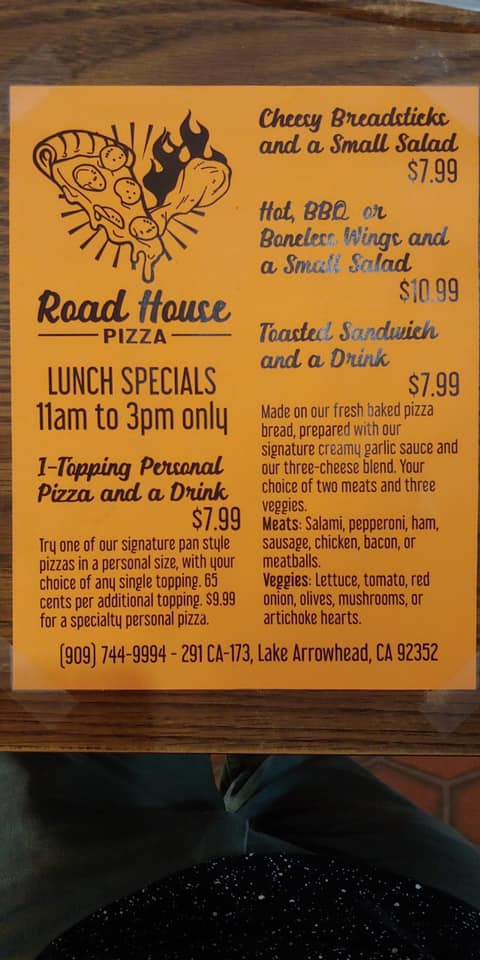 Road House
PIZZA
LUNCH SPECIALS
11am to 3pm only
1-Topping Personal
Pizza and a Drink
$7.99
Try one of our signature pan style
pizzas in a personal size, with your
choice of any single topping. 65
cents per additional topping. $9.99
for a specialty personal pizza.
Cheesy Breadsticks
and a Small Salad
$7.99
Hot, BBQ or
Boneless Wings and
a Small Salad
$10.99
Toasted Sandwich
and a Drink
$7.99
Made on our fresh baked pizza
bread, prepared with our
signature creamy garlic sauce and
our three-cheese blend. Your
choice of two meats and three
veggies.
Meats: Salami, pepperoni, ham,
sausage, chicken, bacon, or
meatballs.
Veggies: Lettuce, tomato, red
onion, olives, mushrooms, or
artichoke hearts.
(909) 744-9994 - 291 CA-173, Lake Arrowhead, CA 92352